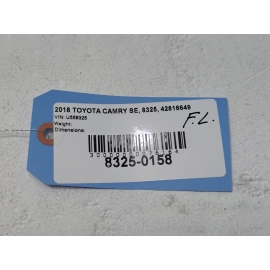 2018 TOYOTA CAMRY SE, 8325, 42816649
VIN: U588325
Weight:
Dimensions:
F.L.
8325-0158